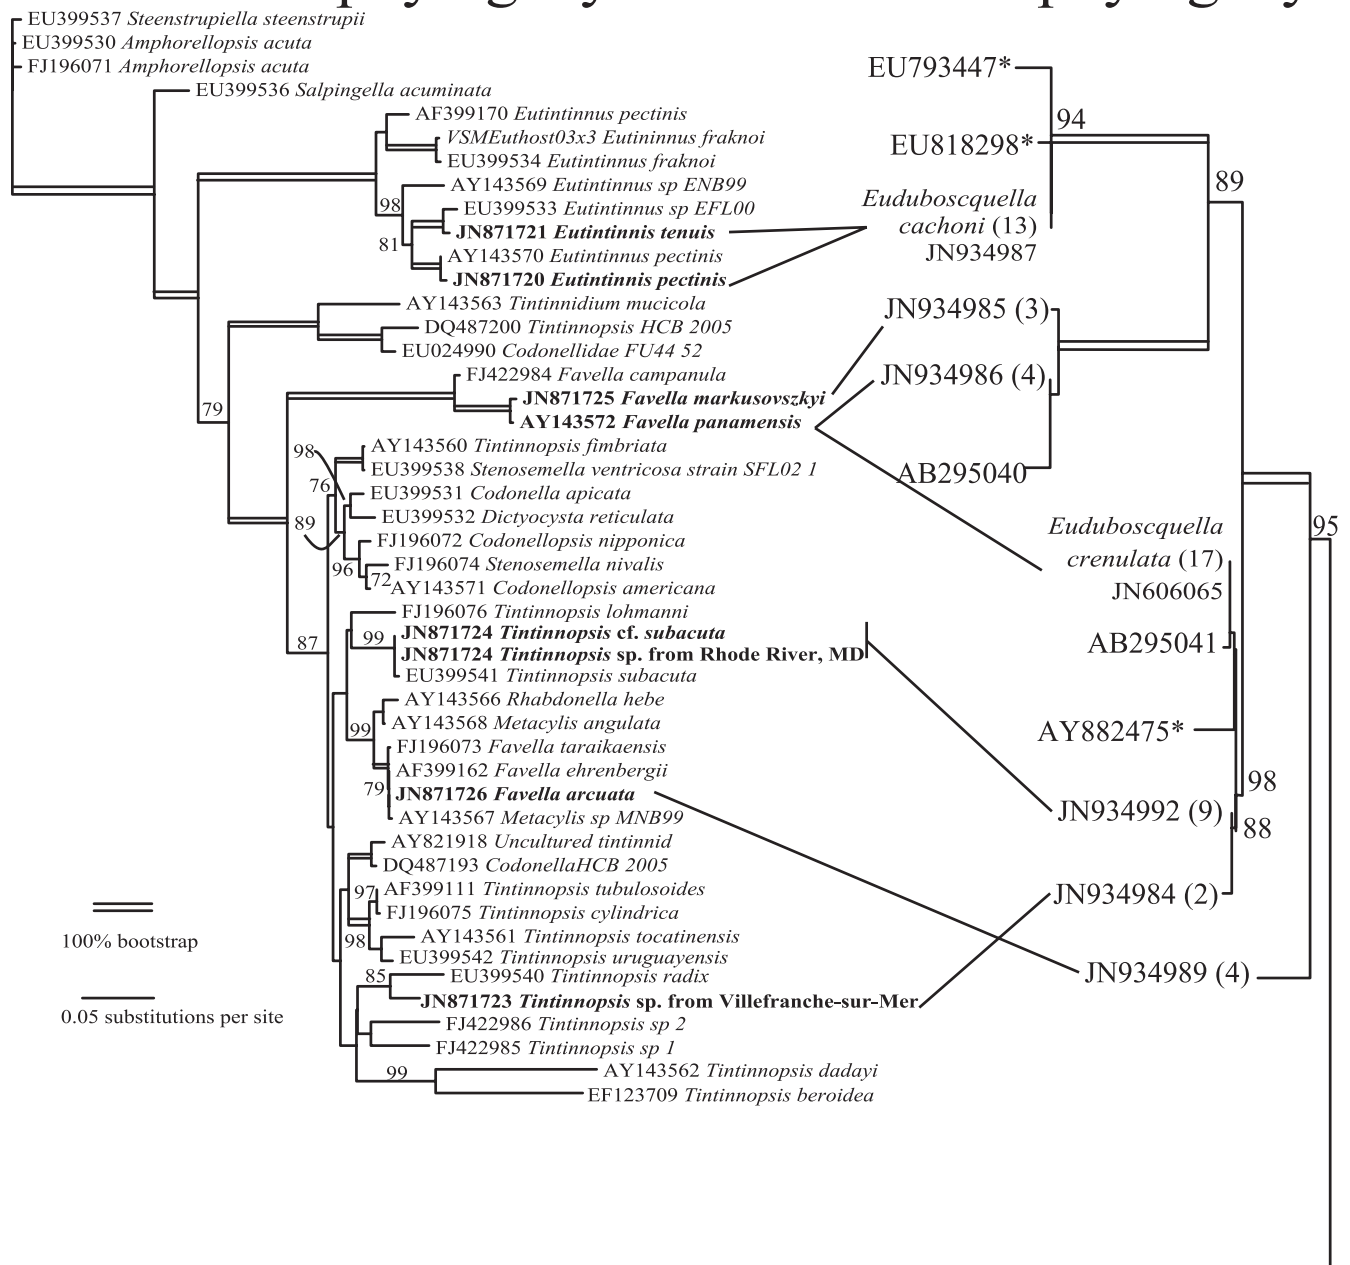 EU399537 Steenstrupiella steenstrupii
EU399530 Amphorellopsis acuta
FJ196071 Amphorellopsis acuta
EU399536 Salpingella acuminata
AF399170 Eutintinnus pectinis
VSMEuthost03x3 Eutininnus fraknoi
EU399534 Eutintinnus fraknoi
AY143569 Eutintinnus sp ENB99
98
EU399533 Eutintinnus sp EFL00
JN871721 Eutintinnis tenuis
81
AY143570 Eutintinnus pectinis
JN871720 Eutintinnis pectinis
AY143563 Tintinnidium mucicola
DQ487200 Tintinnopsis HCB 2005
EU024990 Codonellidae FU44 52
FJ422984 Favella campanula
JN871725 Favella markusovszkyi
79
AY143572 Favella panamensis
AY143560 Tintinnopsis fimbriata
98
EU399538 Stenosemella ventricosa strain SFL02 1
76
EU399531 Codonella apicata
EU399532 Dictyocysta reticulata
89
FJ196072 Codonellopsis nipponica
FJ196074 Stenosemella nivalis
96
72
AY143571 Codonellopsis americana
FJ196076 Tintinnopsis lohmanni
JN871724 Tintinnopsis cf. subacuta
99
87
JN871724 Tintinnopsis sp. from Rhode River, MD
EU399541 Tintinnopsis subacuta
AY143566 Rhabdonella hebe
AY143568 Metacylis angulata
99
FJ196073 Favella taraikaensis
AF399162 Favella ehrenbergii
79
JN871726 Favella arcuata
AY143567 Metacylis sp MNB99
AY821918 Uncultured tintinnid
DQ487193 CodonellaHCB 2005
97
AF399111 Tintinnopsis tubulosoides
FJ196075 Tintinnopsis cylindrica
98
AY143561 Tintinnopsis tocatinensis
EU399542 Tintinnopsis uruguayensis
85
EU399540 Tintinnopsis radix
JN871723 Tintinnopsis sp. from Villefranche-sur-Mer
FJ422986 Tintinnopsis sp 2
FJ422985 Tintinnopsis sp 1
99
AY143562 Tintinnopsis dadayi
EF123709 Tintinnopsis beroidea
100% bootstrap
0.05 substitutions per site
EU793447*
94
EU818298*
89
Euduboscquella
cachoni (13)
JN934987
JN934985 (3)
JN934986 (4)
AB295040
95
Euduboscquella
crenulata (17)
JN606065
AB295041
AY882475*
98
JN934992 (9)
88
JN934984 (2)
JN934989 (4)